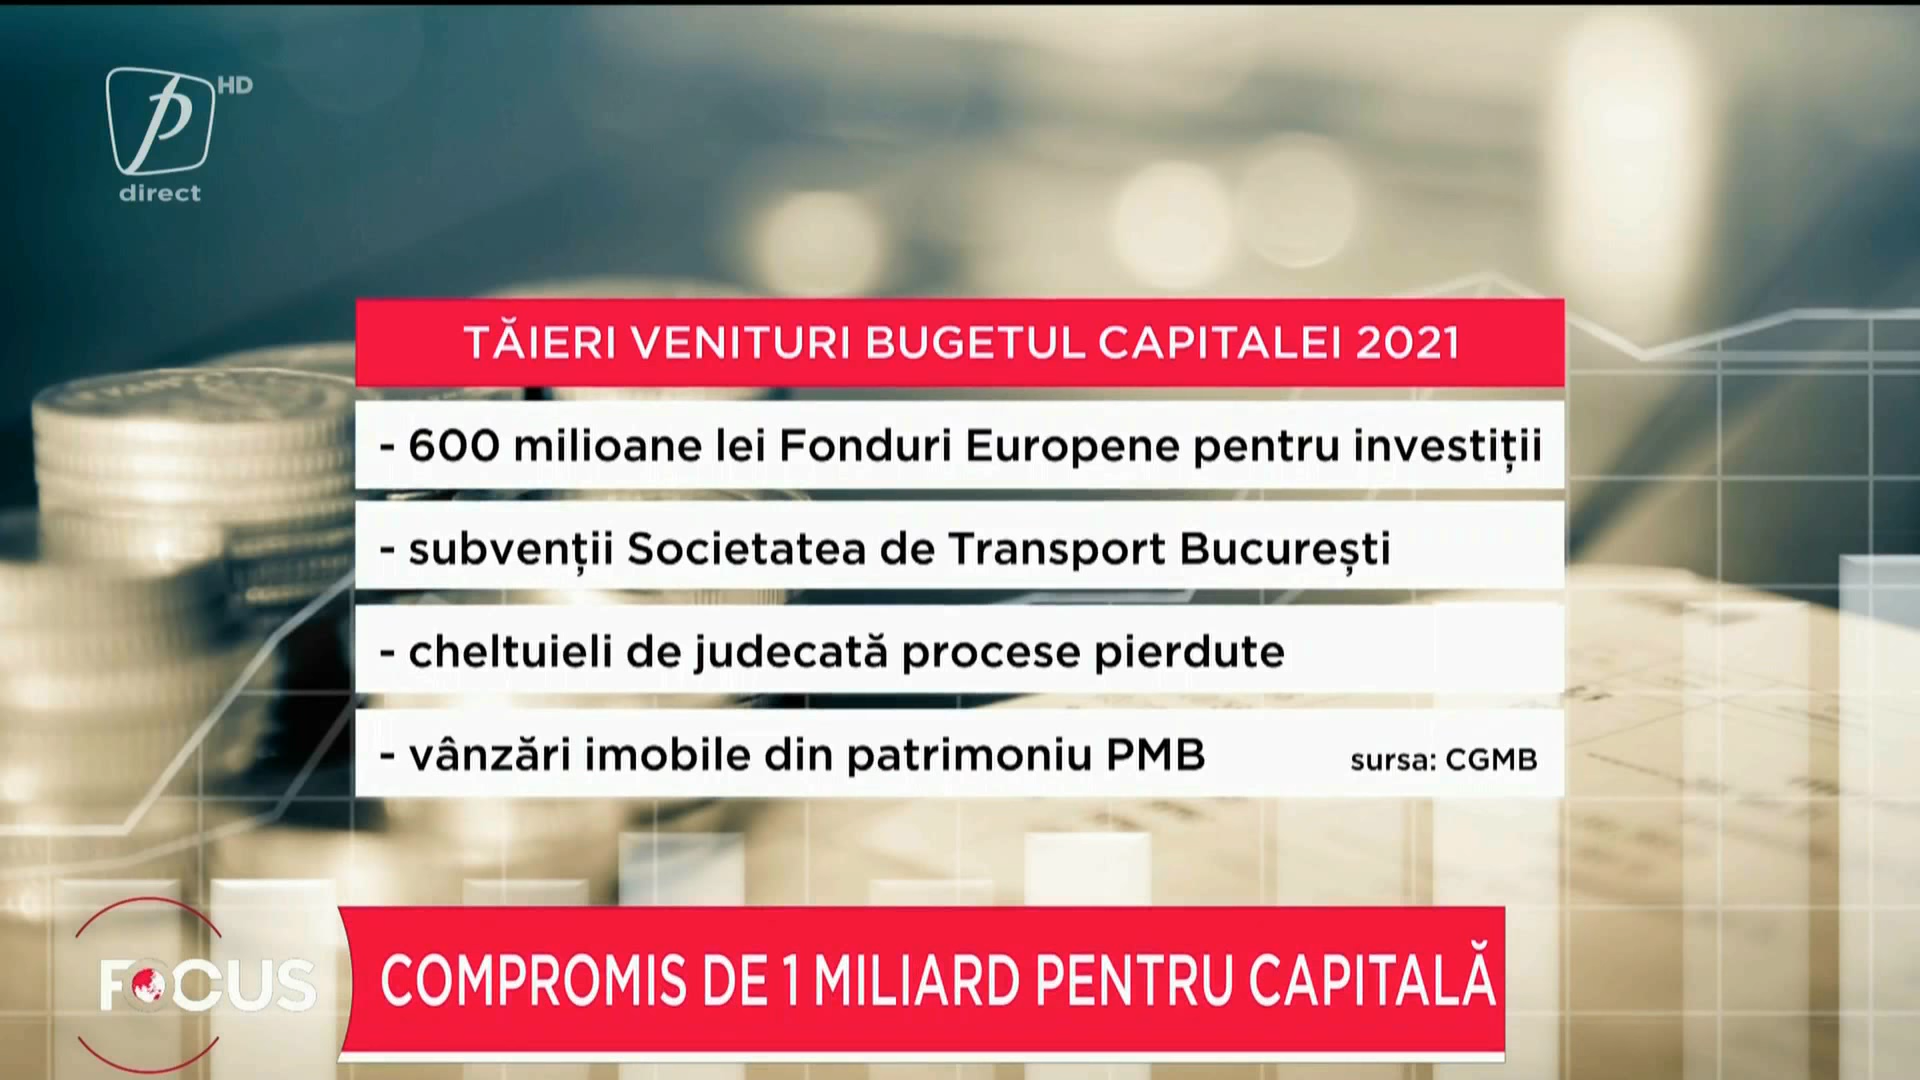 HD
direct
TĂIERI VENITURI BUGETUL CAPITALEI 2021
- 600 milioane lei Fonduri Europene pentru investiții
- subvenții Societatea de Transport București
- cheltuieli de judecată procese pierdute
- vânzări imobile din patrimoniu PMB
sursa: CGMB
FOCUS
COMPROMIS DE 1 MILIARD PENTRU CAPITALĂ